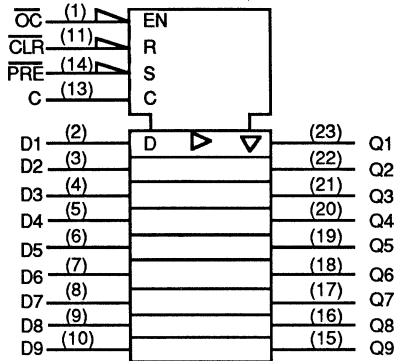 OC (1) EN
CLR (11) R
PRE (14) S
C (13) C
D1 (2) D (23) Q1
D2 (3) (22) Q2
D3 (4) (21) Q3
D4 (5) (20) Q4
D5 (6) (19) Q5
D6 (7) (18) Q6
D7 (8) (17) Q7
D8 (9) (16) Q8
D9 (10) (15) Q9